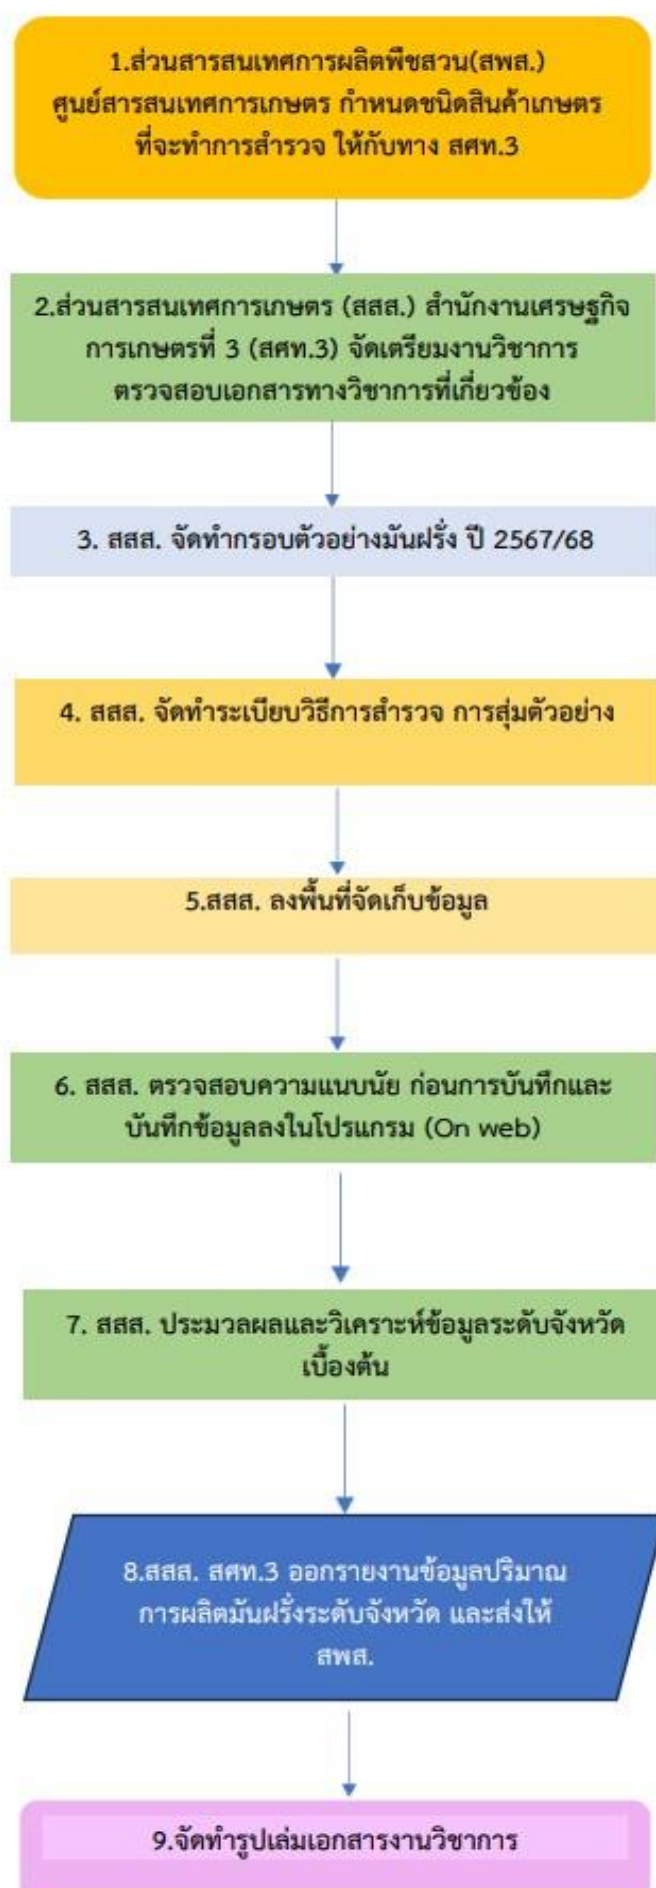 1.ส่วนสารสนเทศการผลิตพืชสวน(สพส.)
ศูนย์สารสนเทศการเกษตร กำหนดชนิดสินค้าเกษตร
ที่จะทำการสำรวจ ให้กับทาง สศท.3
2.ส่วนสารสนเทศการเกษตร (สสส.) สำนักงานเศรษฐกิจ
การเกษตรที่ 3 (สศท.3) จัดเตรียมงานวิชาการ
ตรวจสอบเอกสารทางวิชาการที่เกี่ยวข้อง
3. สสส. จัดทำกรอบตัวอย่างมันฝรั่ง ปี 2567/68
4. สสส. จัดทำระเบียบวิธีการสำรวจ การสุ่มตัวอย่าง
5.สสส. ลงพื้นที่จัดเก็บข้อมูล
6. สสส. ตรวจสอบความแนบนัย ก่อนการบันทึกและ
บันทึกข้อมูลลงในโปรแกรม (On web)
7. สสส. ประมวลผลและวิเคราะห์ข้อมูลระดับจังหวัด
เบื้องต้น
8.สสส. สศท.3 ออกรายงานข้อมูลปริมาณ
การผลิตมันฝรั่งระดับจังหวัด และส่งให้
สพส.
9.จัดทำรูปเล่มเอกสารงานวิชาการ